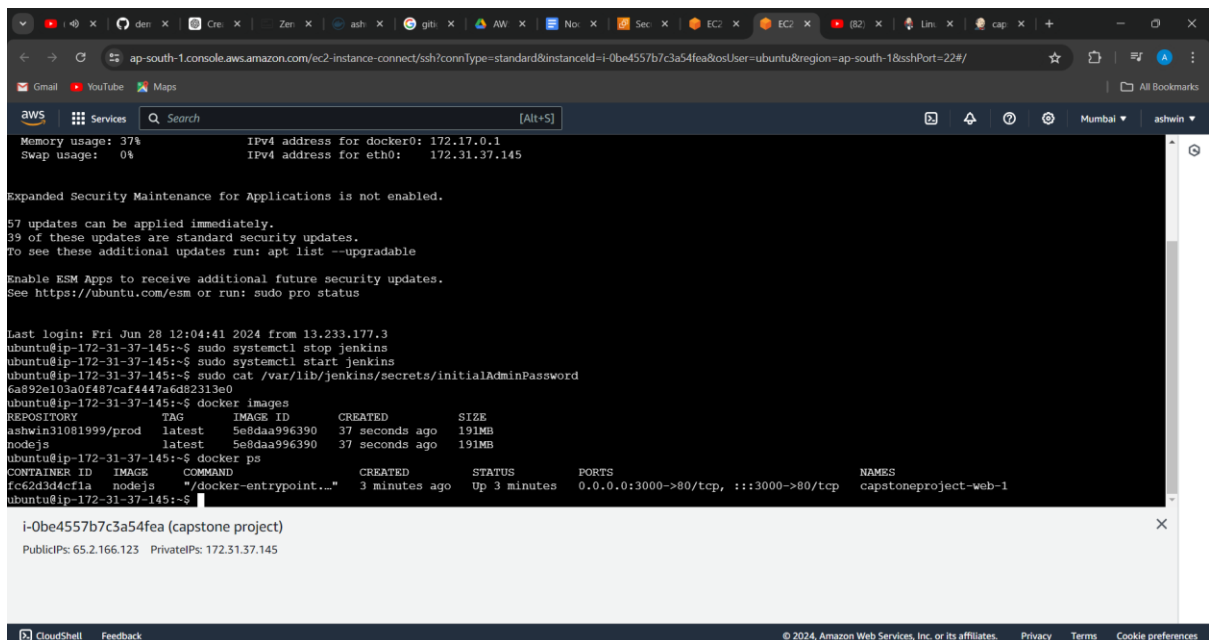 (82)
ap-south-1.console.aws.amazon.com/ec2-instance-connect/ssh?connType=standard&instanceId=i-0be4557b7c3a54fea&osUser=ubuntu&region=ap-south-1&sshPort=22#/
Gmail YouTube Maps All Bookmarks
aws Services Search [Alt+S] Mumbai ashwin
Memory usage: 37% IPv4 address for docker0: 172.17.0.1
Swap usage: 0% IPv4 address for eth0: 172.31.37.145
Expanded Security Maintenance for Applications is not enabled.
57 updates can be applied immediately.
39 of these updates are standard security updates.
To see these additional updates run: apt list --upgradable
Enable ESM Apps to receive additional future security updates.
See https://ubuntu.com/esm or run: sudo pro status
Last login: Fri Jun 28 12:04:41 2024 from 13.233.177.3
ubuntu@ip-172-31-37-145:~$ sudo systemctl stop jenkins
ubuntu@ip-172-31-37-145:~$ sudo systemctl start jenkins
ubuntu@ip-172-31-37-145:~$ sudo cat /var/lib/jenkins/secrets/initialAdminPassword
6a892e103a0f487caf4447a6d82313e0
ubuntu@ip-172-31-37-145:~$ docker images
REPOSITORY TAG IMAGE ID CREATED SIZE
ashwin31081999/prod latest 5e8daa996390 37 seconds ago 191MB
nodejs latest 5e8daa996390 37 seconds ago 191MB
ubuntu@ip-172-31-37-145:~$ docker ps
CONTAINER ID IMAGE COMMAND CREATED STATUS PORTS NAMES
fc62d3d4cf1a nodejs "/docker-entrypoint.…" 3 minutes ago Up 3 minutes 0.0.0.0:3000->80/tcp, :::3000->80/tcp capstoneproject-web-1
ubuntu@ip-172-31-37-145:~$
i-0be4557b7c3a54fea (capstone project)
PublicIPs: 65.2.166.123 PrivateIPs: 172.31.37.145
CloudShell Feedback © 2024, Amazon Web Services, Inc. or its affiliates. Privacy Terms Cookie preferences